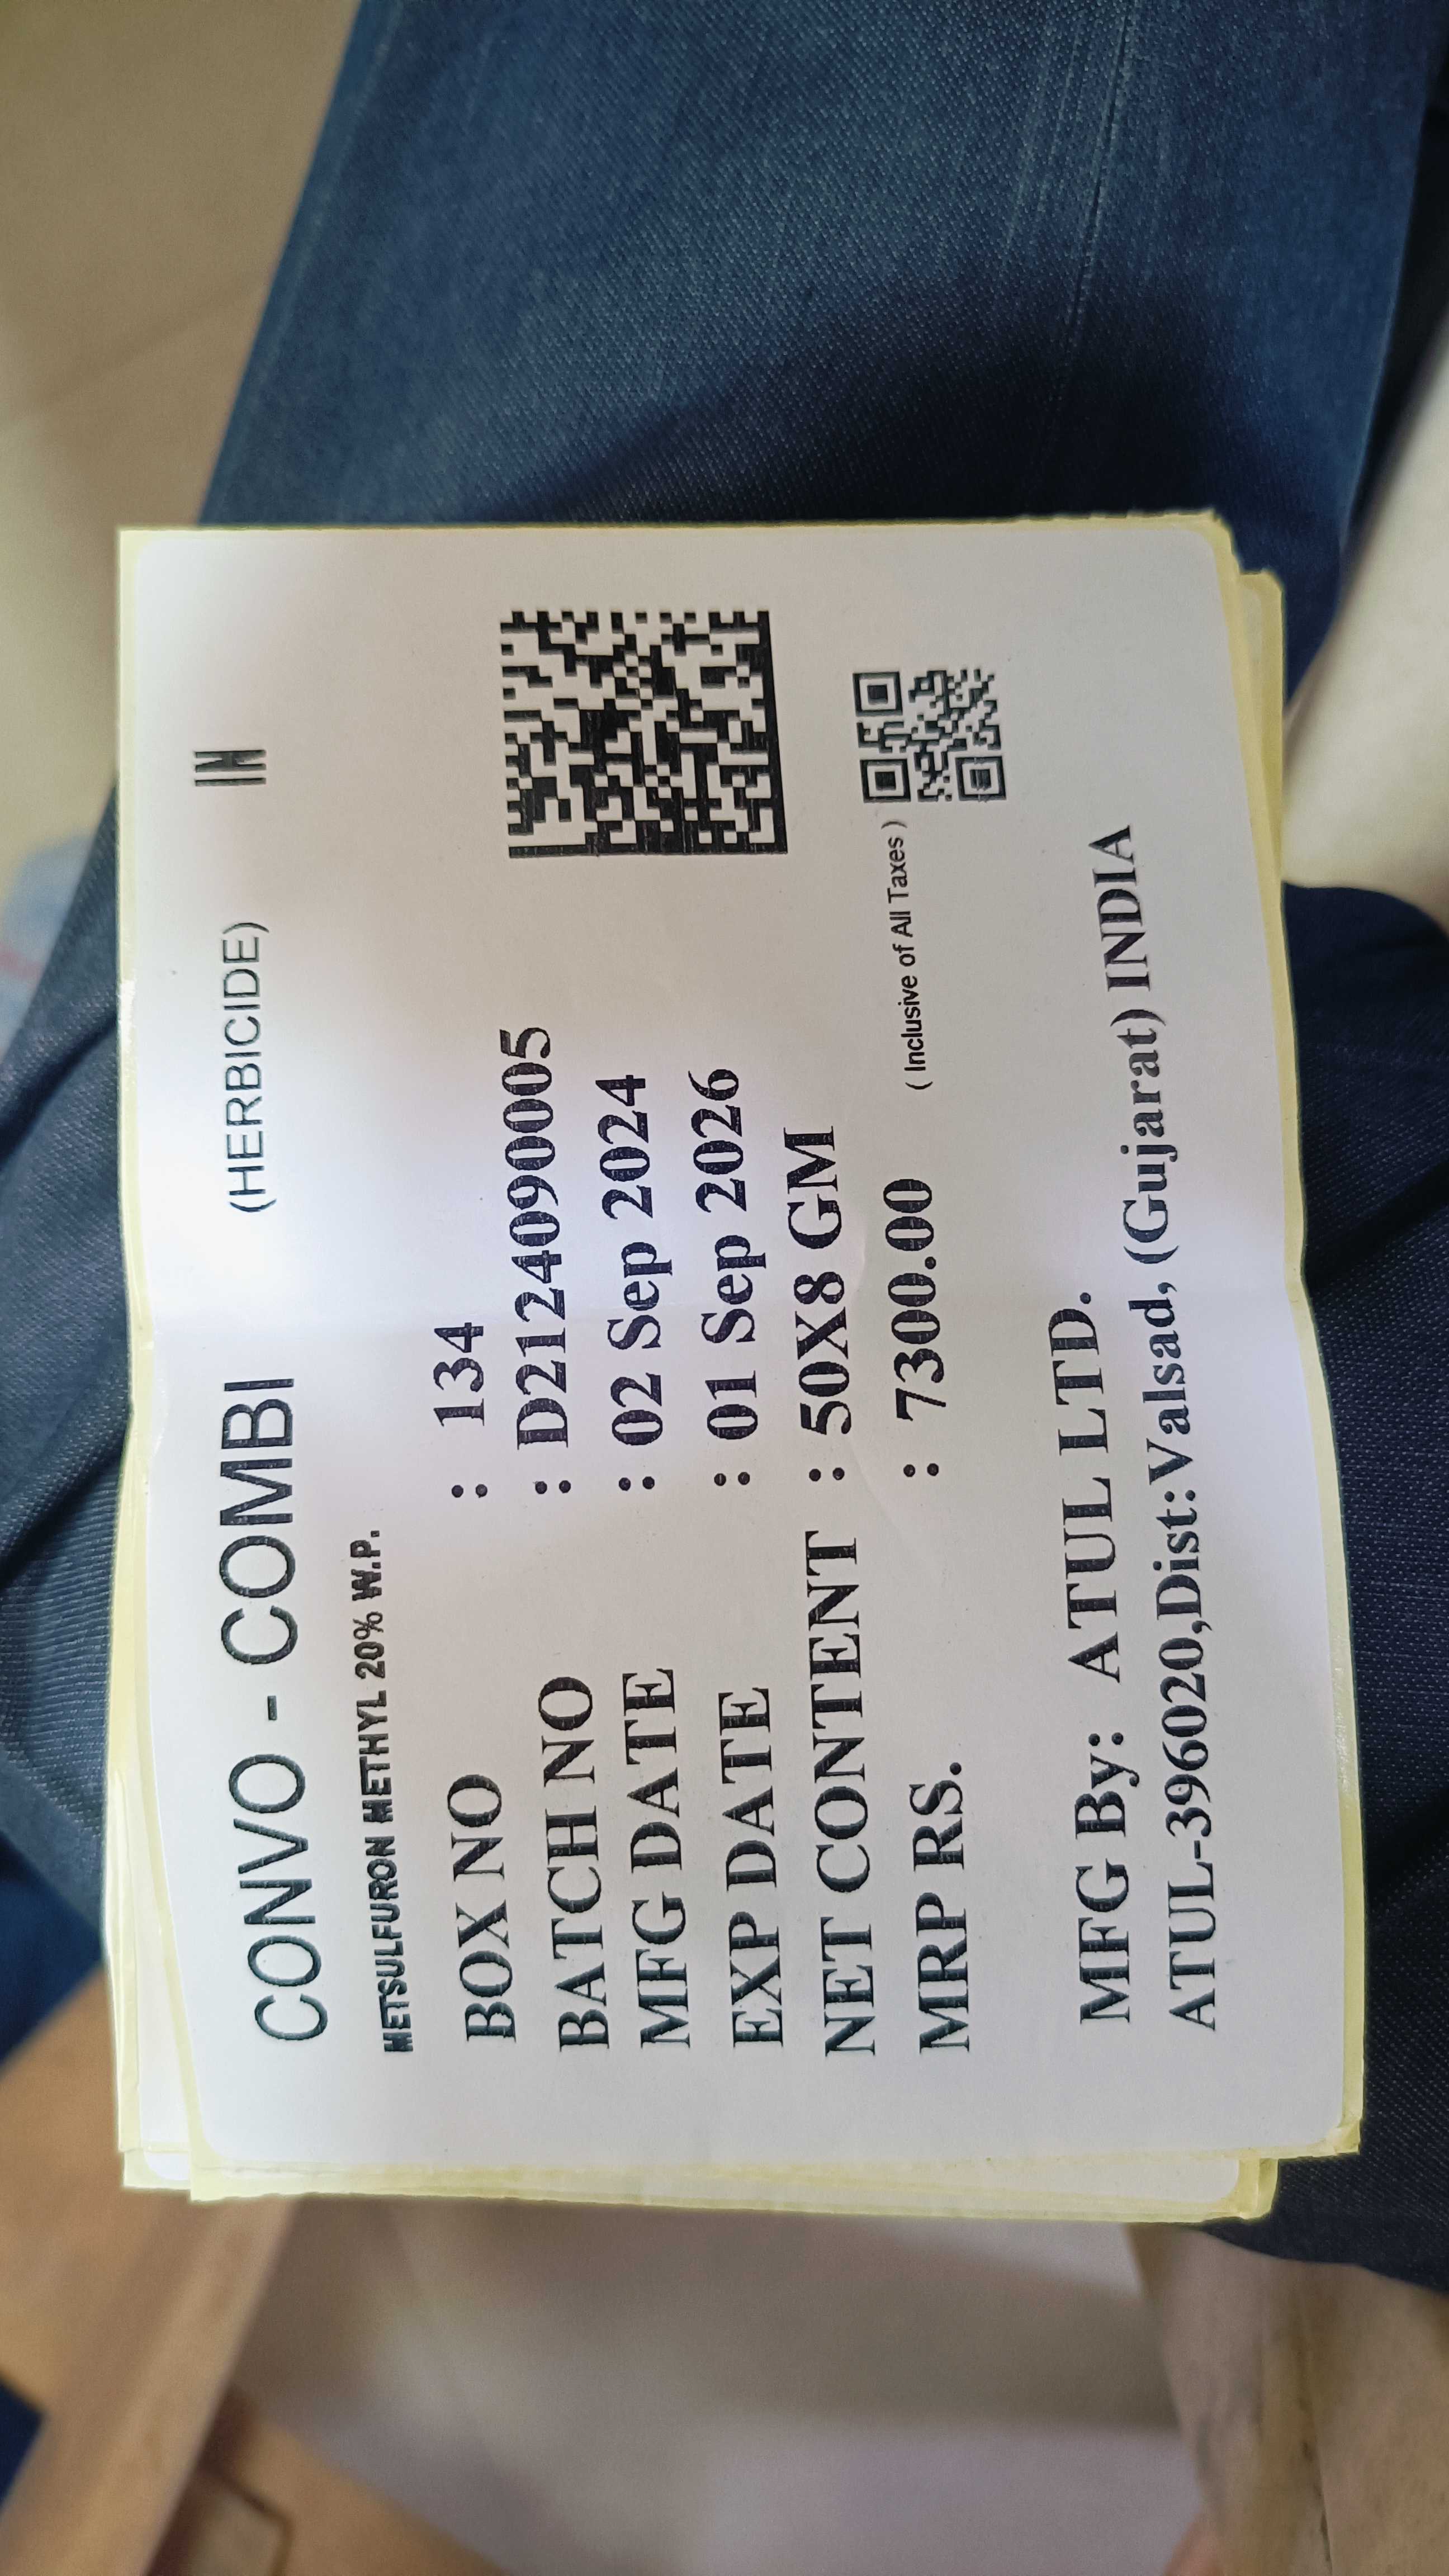 CONVO - COMBI (HERBICIDE) IN
METSULFURON METHYL 20% W.P.
BOX NO : 134
BATCH NO : D212409005
MFG DATE : 02 Sep 2024
EXP DATE : 01 Sep 2026
NET CONTENT : 50X8 GM
MRP RS. : 7300.00 ( Inclusive of All Taxes )
MFG By: ATUL LTD.
ATUL-396020,Dist:Valsad, (Gujarat) INDIA